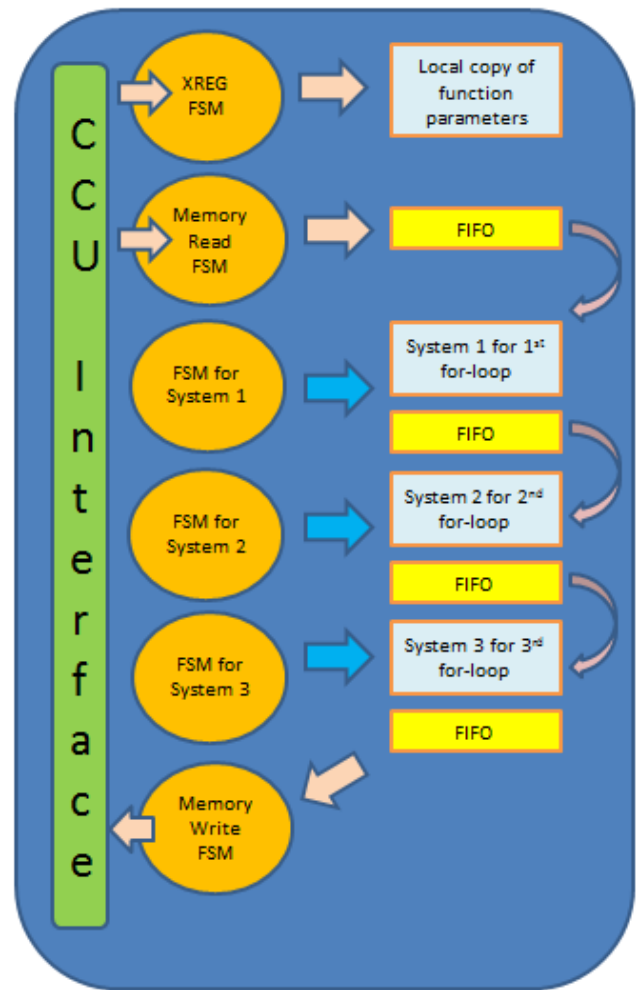 CCU Interface
XREG
FSM
Local copy of
function
parameters
Memory
Read
FSM
FIFO
FSM for
System 1
System 1 for 1st
for-loop
FIFO
FSM for
System 2
System 2 for 2nd
for-loop
FIFO
FSM for
System 3
System 3 for 3rd
for-loop
FIFO
Memory
Write
FSM